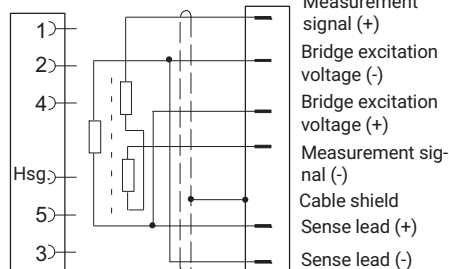 Measurement
signal (+)
Bridge excitation
voltage (-)
Bridge excitation
voltage (+)
Measurement sig-
nal (-)
Cable shield
Sense lead (+)
Sense lead (-)
1
2
4
Hsg.
5
3